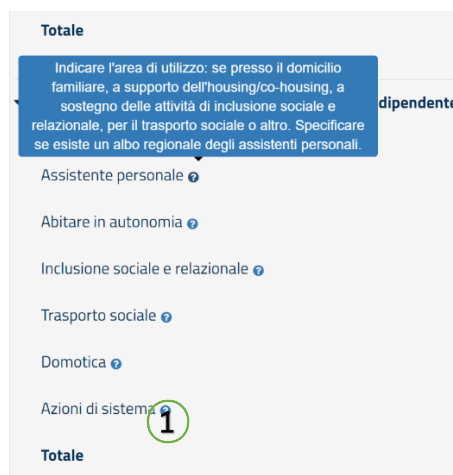 Totale
Indicare l'area di utilizzo: se presso il domicilio
familiare, a supporto dell'housing/co-housing, a
sostegno delle attività di inclusione sociale e
relazionale, per il trasporto sociale o altro. Specificare
se esiste un albo regionale degli assistenti personali.
dipendente
Assistente personale ?
Abitare in autonomia ?
Inclusione sociale e relazionale ?
Trasporto sociale ?
Domotica ?
Azioni di sistema ?
1
Totale